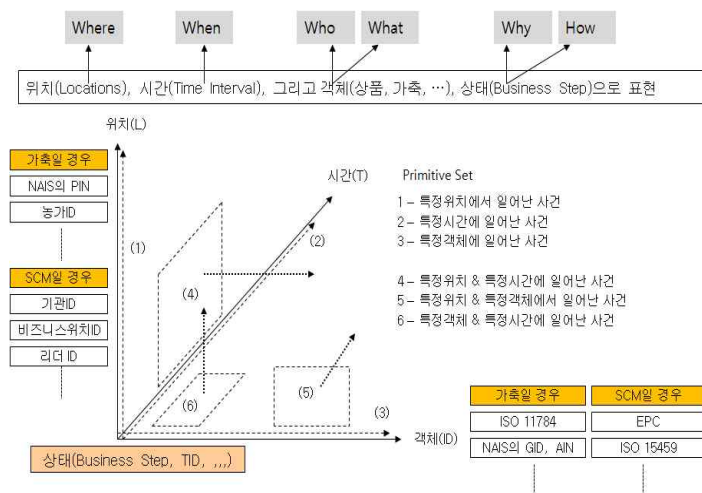 Where When Who What Why How
위치(Locations), 시간(Time Interval), 그리고 객체(상품, 가축, …), 상태(Business Step)으로 표현
위치(L)
가축일 경우
NAIS의 PIN
농가ID
SCM일 경우
기관ID
비즈니스위치ID
리더 ID
시간(T)
(1)
(2)
(4)
(6)
(5)
(3)
객체(ID)
상태(Business Step, TID, ,,,)
Primitive Set
1 – 특정위치에서 일어난 사건
2 – 특정시간에 일어난 사건
3 – 특정객체에 일어난 사건
4 – 특정위치 & 특정시간에 일어난 사건
5 – 특정위치 & 특정객체에서 일어난 사건
6 – 특정객체 & 특정시간에 일어난 사건
가축일 경우 SCM일 경우
ISO 11784 EPC
NAIS의 GID, AIN ISO 15459